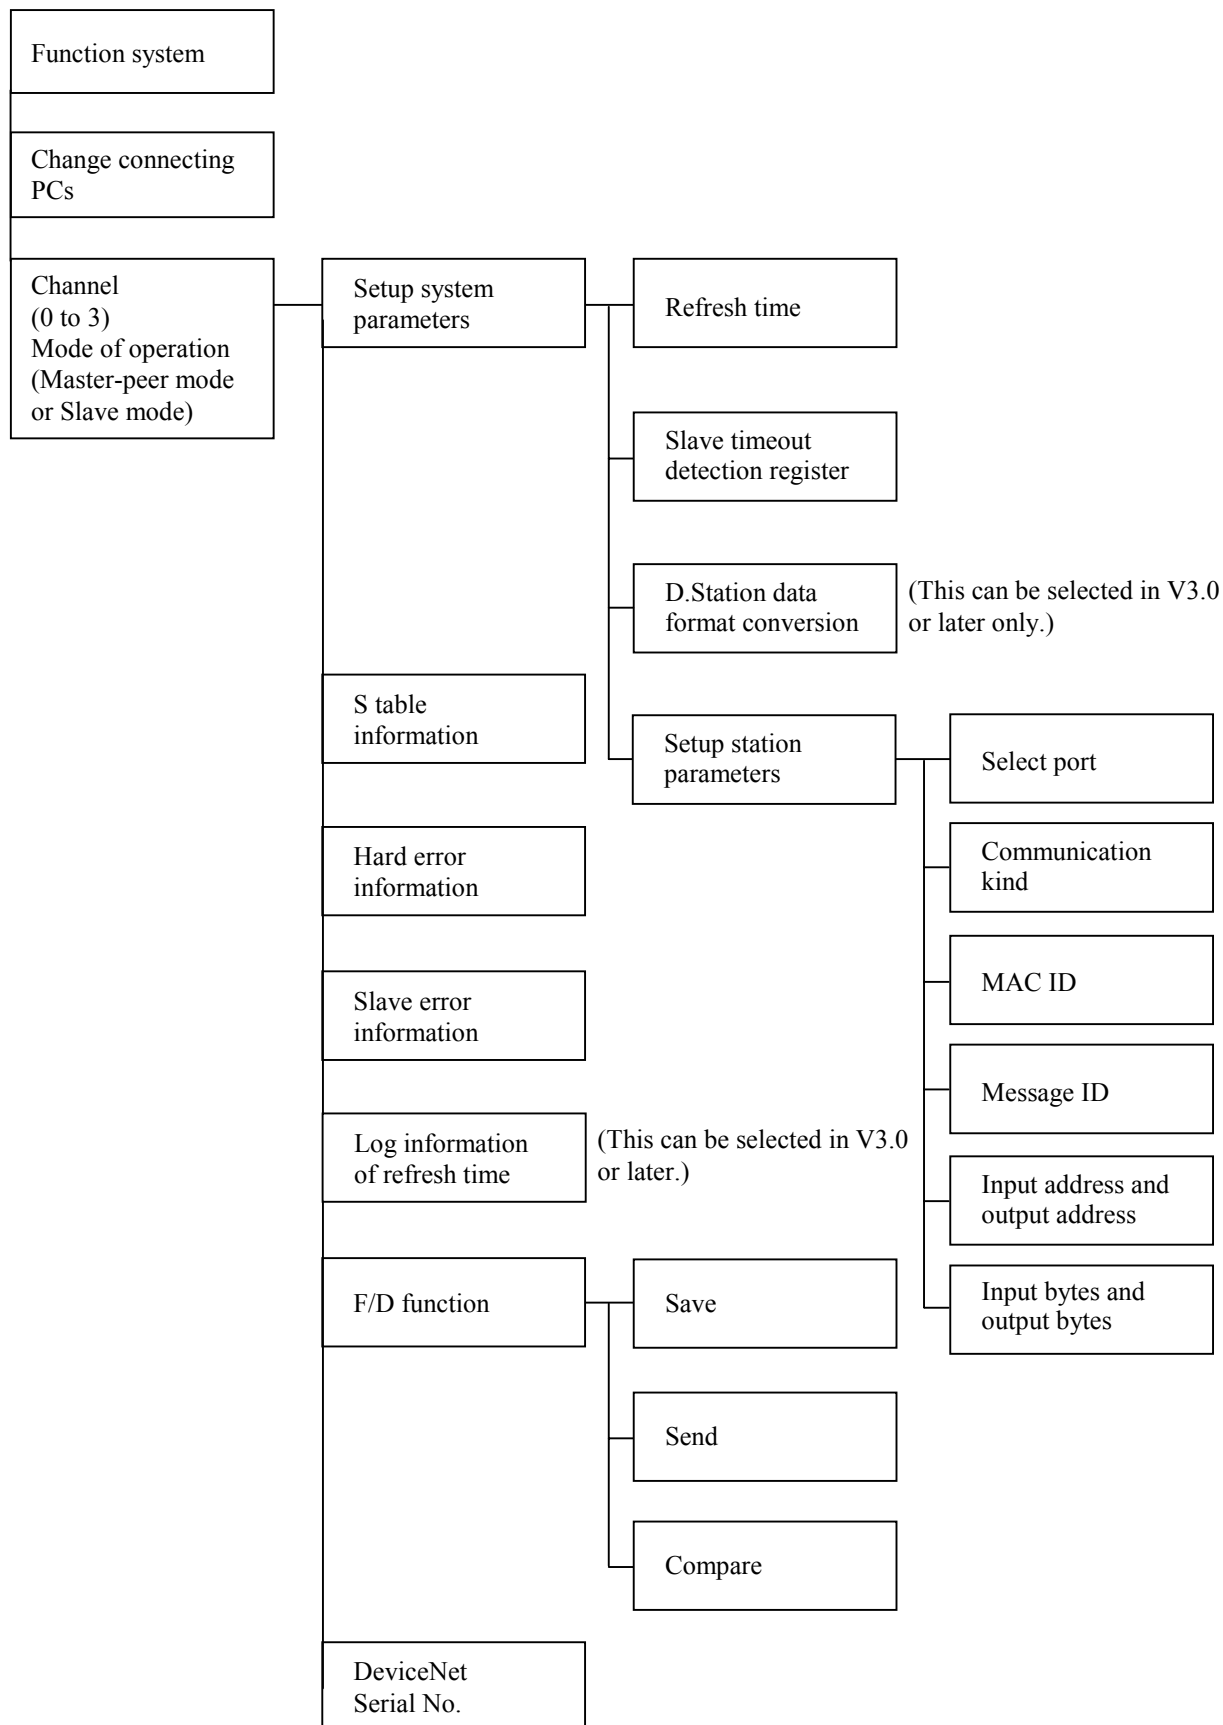 Function system
Change connecting
PCs
Channel
(0 to 3)
Mode of operation
(Master-peer mode
or Slave mode)
Setup system
parameters
Refresh time
Slave timeout
detection register
D.Station data
format conversion
(This can be selected in V3.0
or later only.)
Setup station
parameters
Select port
Communication
kind
MAC ID
Message ID
Input address and
output address
Input bytes and
output bytes
S table
information
Hard error
information
Slave error
information
Log information
of refresh time
(This can be selected in V3.0
or later.)
F/D function
Save
Send
Compare
DeviceNet
Serial No.